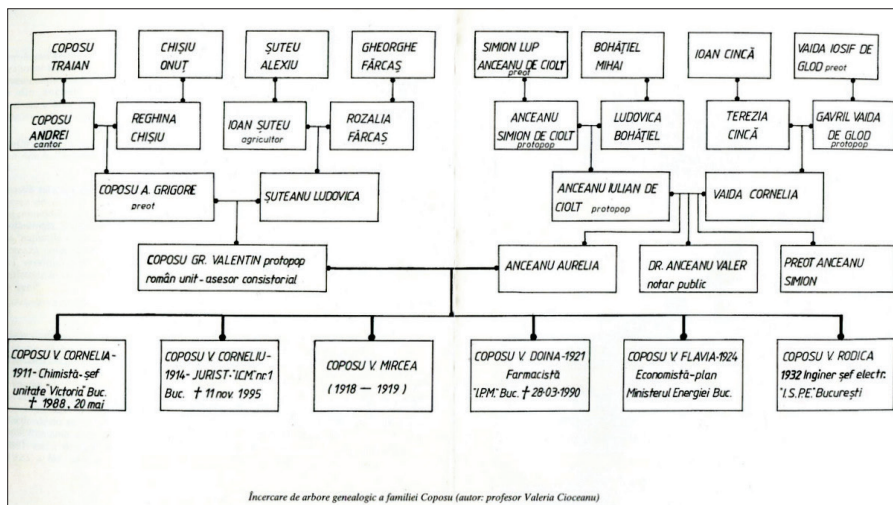 COPOSU
TRAIAN
CHIȘIU
ONUȚ
ȘUTEU
ALEXIU
GHEORGHE
FĂRCAȘ
SIMION LUP
ANCEANU DE CIOLT
preot
BOHĂȚIEL
MIHAI
IOAN CINCĂ
VAIDA IOSIF DE
GLOD preot
COPOSU
ANDREI
cantor
REGHINA
CHIȘIU
IOAN ȘUTEU
agricultor
ROZALIA
FĂRCAȘ
ANCEANU
SIMION DE CIOLT
protopop
LUDOVICA
BOHĂȚIEL
TEREZIA
CINCĂ
GAVRIL VAIDA
DE GLOD
protopop
COPOSU A. GRIGORE
preot
ȘUTEANU LUDOVICA
ANCEANU IULIAN DE
CIOLT protopop
VAIDA CORNELIA
COPOSU GR. VALENTIN protopop
român unit-asesor consistorial
ANCEANU AURELIA
DR. ANCEANU VALER
notar public
PREOT ANCEANU
SIMION
COPOSU V. CORNELIA-
1911-Chimistă-șef
unitate "Victoria" Buc.
† 1988, 20 mai
COPOSU V. CORNELIU-
1914-JURIST-"ICM" nr.1
Buc. † 11 nov. 1995
COPOSU V. MIRCEA
(1918 — 1919)
COPOSU V. DOINA-1921
Farmacistă
"I.P.M." Buc. † 28-03-1990
COPOSU V. FLAVIA-1924
Economistă-plan
Ministerul Energiei Buc.
COPOSU V. RODICA
1932 Inginer șef electr.
"I.S.P.E." București
Încercare de arbore genealogic a familiei Coposu (autor: profesor Valeria Cioceanu)